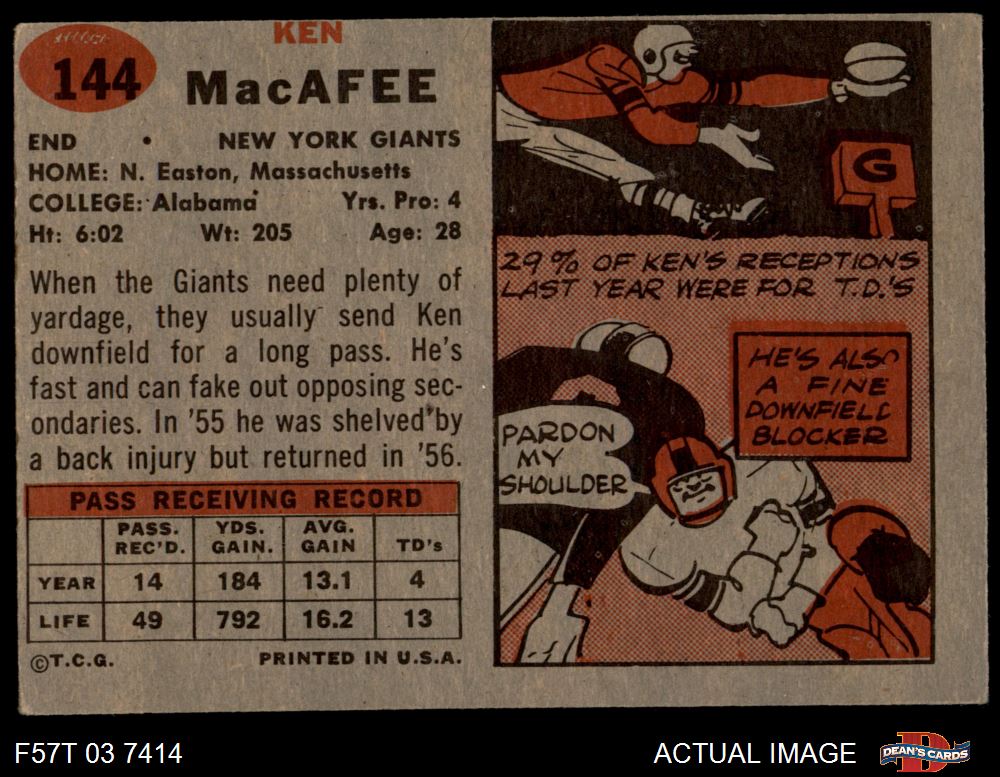 144
KEN
MacAFEE
END • NEW YORK GIANTS
HOME: N. Easton, Massachusetts
COLLEGE: Alabama Yrs. Pro: 4
Ht: 6:02 Wt: 205 Age: 28
When the Giants need plenty of
yardage, they usually send Ken
downfield for a long pass. He's
fast and can fake out opposing sec-
ondaries. In '55 he was shelved by
a back injury but returned in '56.
PASS RECEIVING RECORD
PASS. REC'D. YDS. GAIN. AVG. GAIN TD's
YEAR 14 184 13.1 4
LIFE 49 792 16.2 13
©T.C.G. PRINTED IN U.S.A.
G
29% OF KEN'S RECEPTIONS
LAST YEAR WERE FOR T.D.'S
HE'S ALSO
A FINE
DOWNFIELD
BLOCKER
PARDON
MY
SHOULDER
F57T 03 7414
ACTUAL IMAGE
DEAN'S CARDS